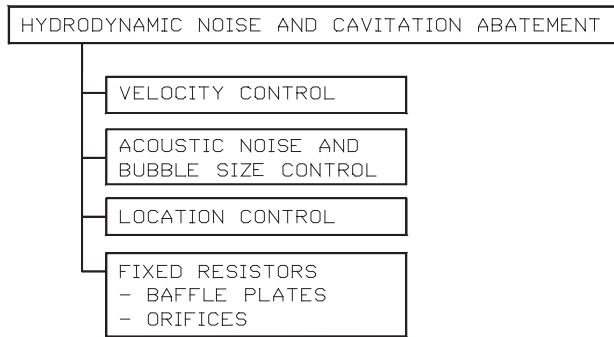 HYDRODYNAMIC NOISE AND CAVITATION ABATEMENT
VELOCITY CONTROL
ACOUSTIC NOISE AND
BUBBLE SIZE CONTROL
LOCATION CONTROL
FIXED RESISTORS
- BAFFLE PLATES
- ORIFICES